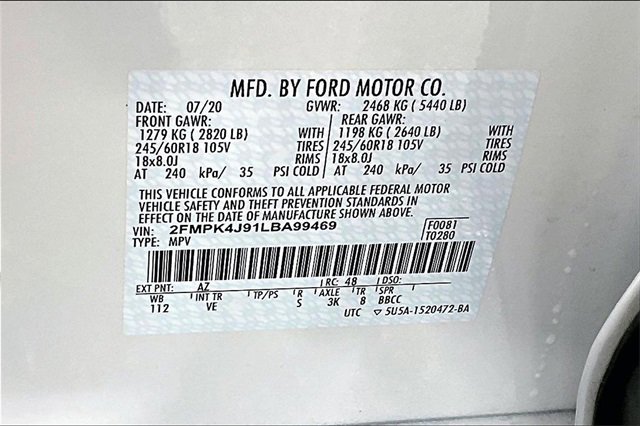 MFD. BY FORD MOTOR CO.
DATE: 07/20 GVWR: 2468 KG (5440 LB)
FRONT GAWR: REAR GAWR:
1279 KG (2820 LB) WITH 1198 KG (2640 LB) WITH
245/60R18 105V TIRES 245/60R18 105V TIRES
18x8.0J RIMS 18x8.0J RIMS
AT 240 kPa/ 35 PSI COLD AT 240 kPa/ 35 PSI COLD
THIS VEHICLE CONFORMS TO ALL APPLICABLE FEDERAL MOTOR
VEHICLE SAFETY AND THEFT PREVENTION STANDARDS IN
EFFECT ON THE DATE OF MANUFACTURE SHOWN ABOVE.
VIN: 2FMPK4J91LBA99469 F0081
TYPE: MPV T0280
EXT PNT: AZ RC: 48 DSO:
WB INT TR TP/PS R AXLE TR SPR
112 VE S 3K 8 BBCC
UTC ▽ 5U5A-1520472-BA